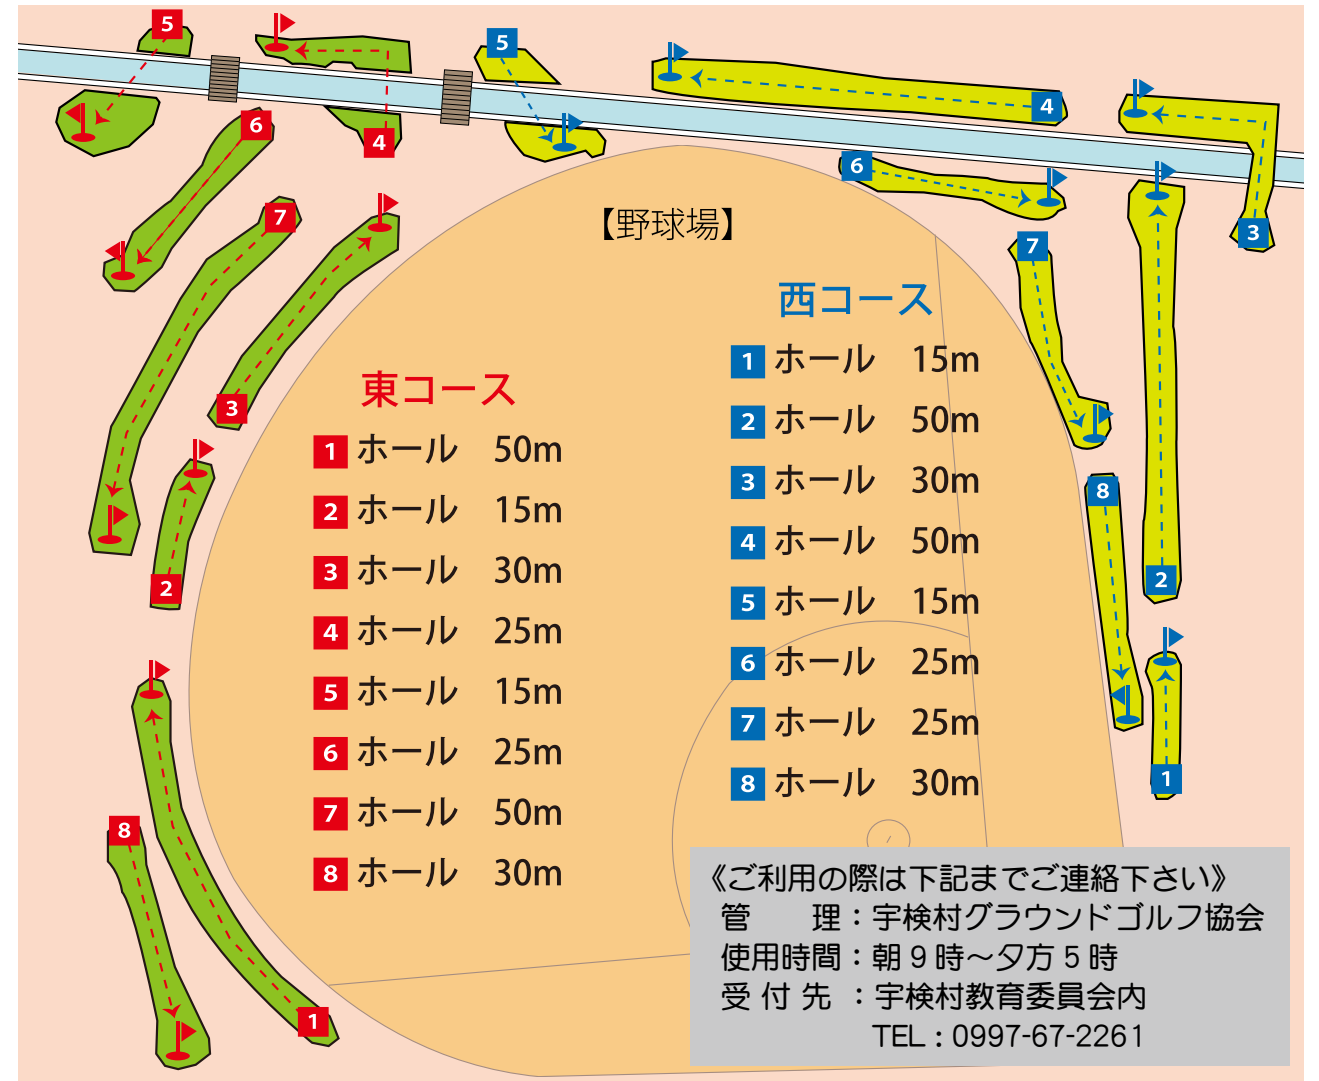 5
4
5
4
6
6
3
7
【野球場】
7
西コース
1 ホール 15m
2 ホール 50m
3 ホール 30m
4 ホール 50m
5 ホール 15m
6 ホール 25m
7 ホール 25m
8 ホール 30m
東コース
1 ホール 50m
2 ホール 15m
3 ホール 30m
4 ホール 25m
5 ホール 15m
6 ホール 25m
7 ホール 50m
8 ホール 30m
3
8
2
2
1
8
1
《ご利用の際は下記までご連絡下さい》
管　　理：宇検村グラウンドゴルフ協会
使用時間：朝９時～夕方５時
受 付 先 ：宇検村教育委員会内
TEL：0997-67-2261